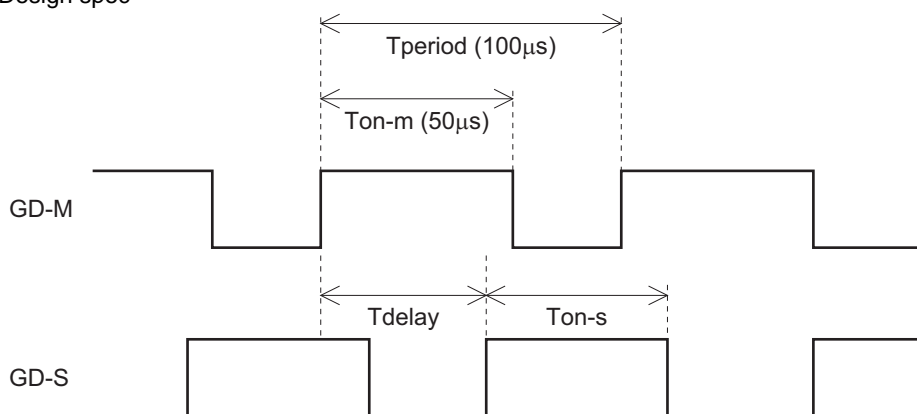 Design spec
Tperiod (100μs)
Ton-m (50μs)
GD-M
Tdelay
Ton-s
GD-S